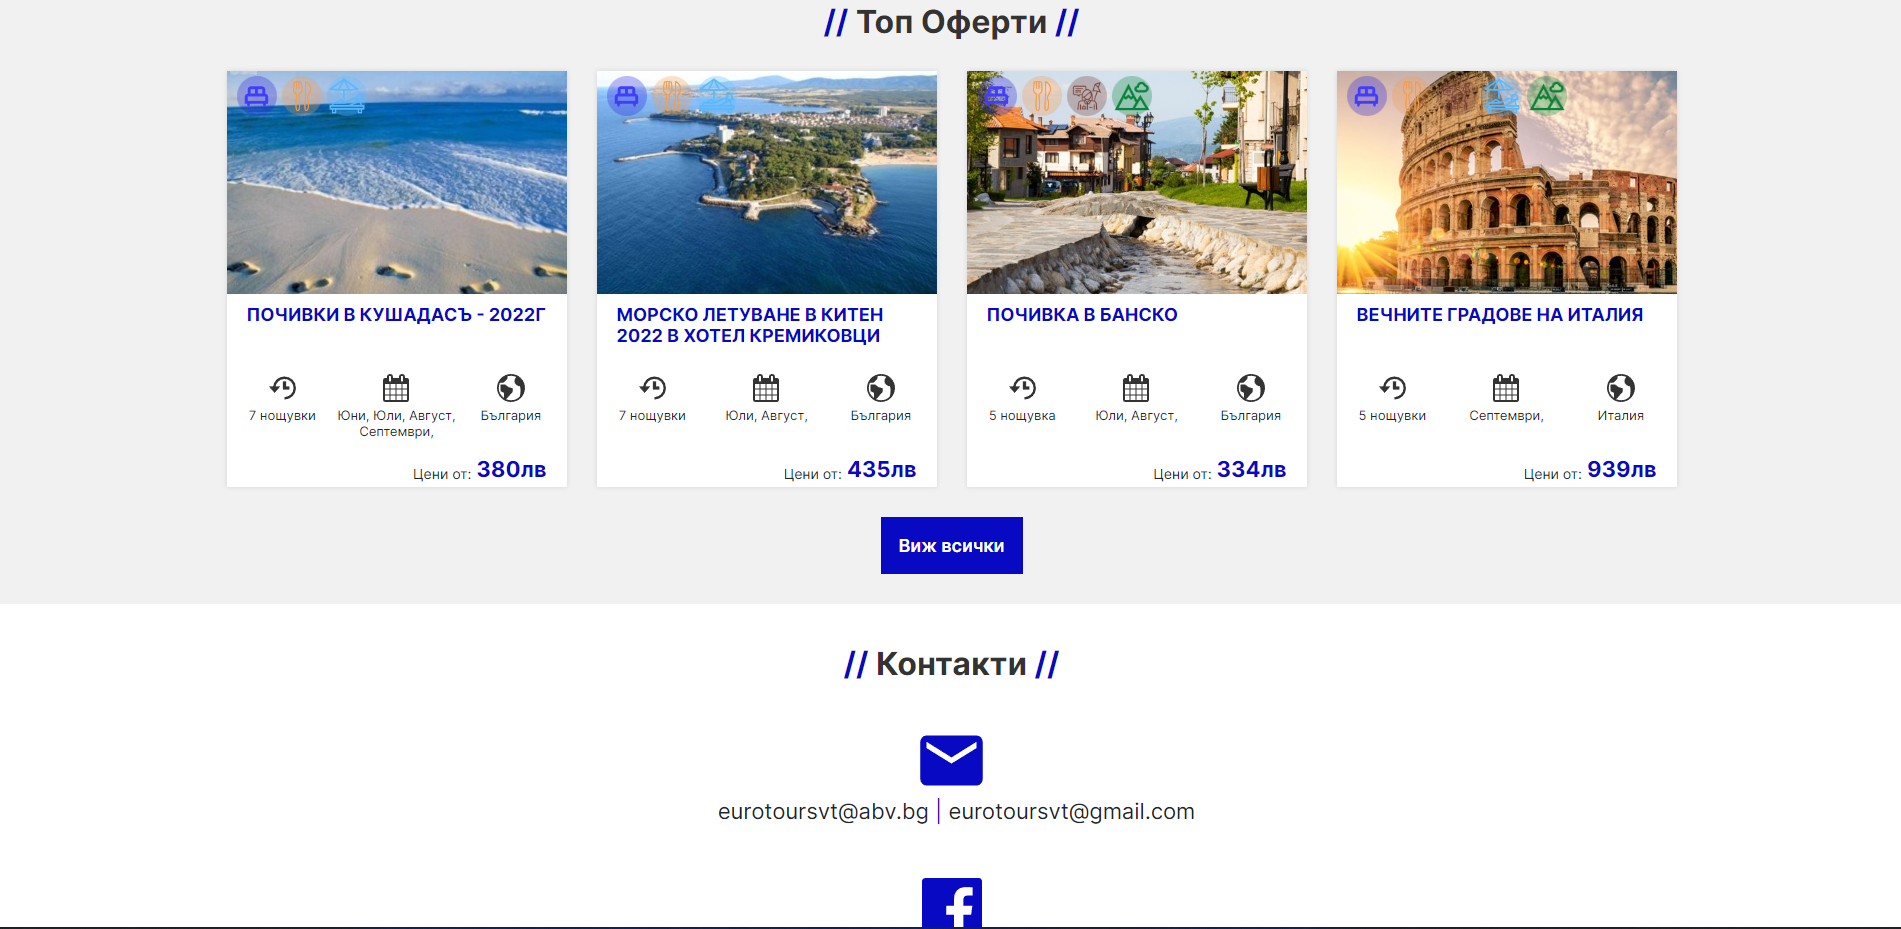 // Топ Оферти //
ПОЧИВКИ В КУШАДАСЪ - 2022Г
7 нощувки
Юни, Юли, Август,
Септември,
България
Цени от: 380лв
МОРСКО ЛЕТУВАНЕ В КИТЕН
2022 В ХОТЕЛ КРЕМИКОВЦИ
7 нощувки
Юли, Август,
България
Цени от: 435лв
ПОЧИВКА В БАНСКО
5 нощувка
Юли, Август,
България
Цени от: 334лв
ВЕЧНИТЕ ГРАДОВЕ НА ИТАЛИЯ
5 нощувки
Септември,
Италия
Цени от: 939лв
Виж всички
// Контакти //
eurotoursvt@abv.bg | eurotoursvt@gmail.com